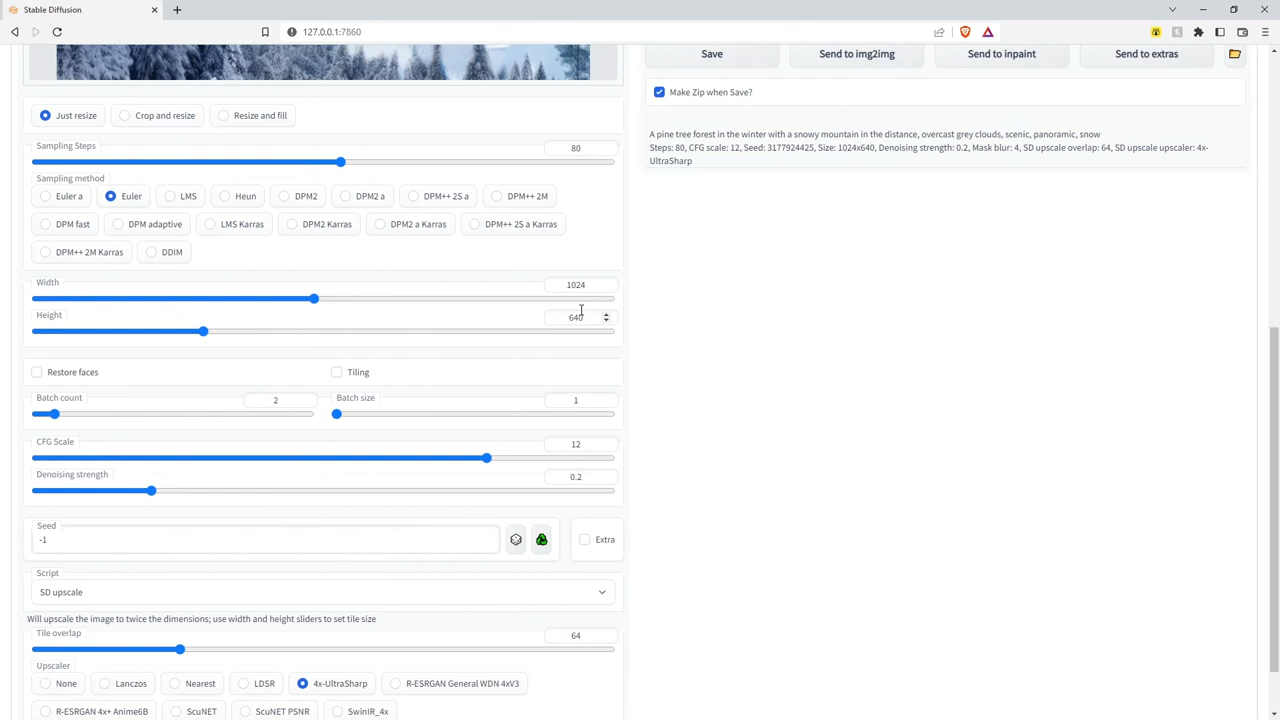 Stable Diffusion
127.0.0.1:7860
Save
Send to img2img
Send to inpaint
Send to extras
Make Zip when Save?
A pine tree forest in the winter with a snowy mountain in the distance, overcast grey clouds, scenic, panoramic, snow
Steps: 80, CFG scale: 12, Seed: 3177924425, Size: 1024x640, Denoising strength: 0.2, Mask blur: 4, SD upscale overlap: 64, SD upscale upscaler: 4x-
UltraSharp
Just resize
Crop and resize
Resize and fill
Sampling Steps
80
Sampling method
Euler a
Euler
LMS
Heun
DPM2
DPM2 a
DPM++ 2S a
DPM++ 2M
DPM fast
DPM adaptive
LMS Karras
DPM2 Karras
DPM2 a Karras
DPM++ 2S a Karras
DPM++ 2M Karras
DDIM
Width
1024
Height
640
Restore faces
Tiling
Batch count
2
Batch size
1
CFG Scale
12
Denoising strength
0.2
Seed
-1
Extra
Script
SD upscale
Will upscale the image to twice the dimensions; use width and height sliders to set tile size
Tile overlap
64
Upscaler
None
Lanczos
Nearest
LDSR
4x-UltraSharp
R-ESRGAN General WDN 4xV3
R-ESRGAN 4x+ Anime6B
ScuNET
ScuNET PSNR
SwinIR_4x